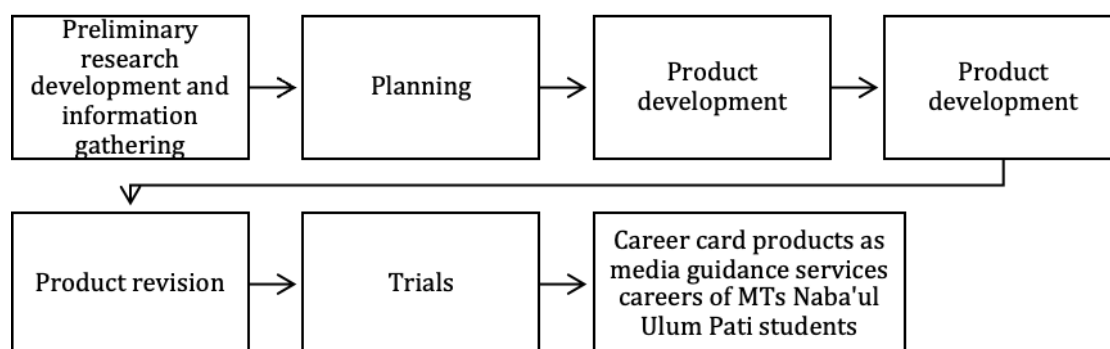 Preliminary
research
development and
information
gathering
Planning
Product
development
Product
development
Product revision
Trials
Career card products as
media guidance services
careers of MTs Naba'ul
Ulum Pati students